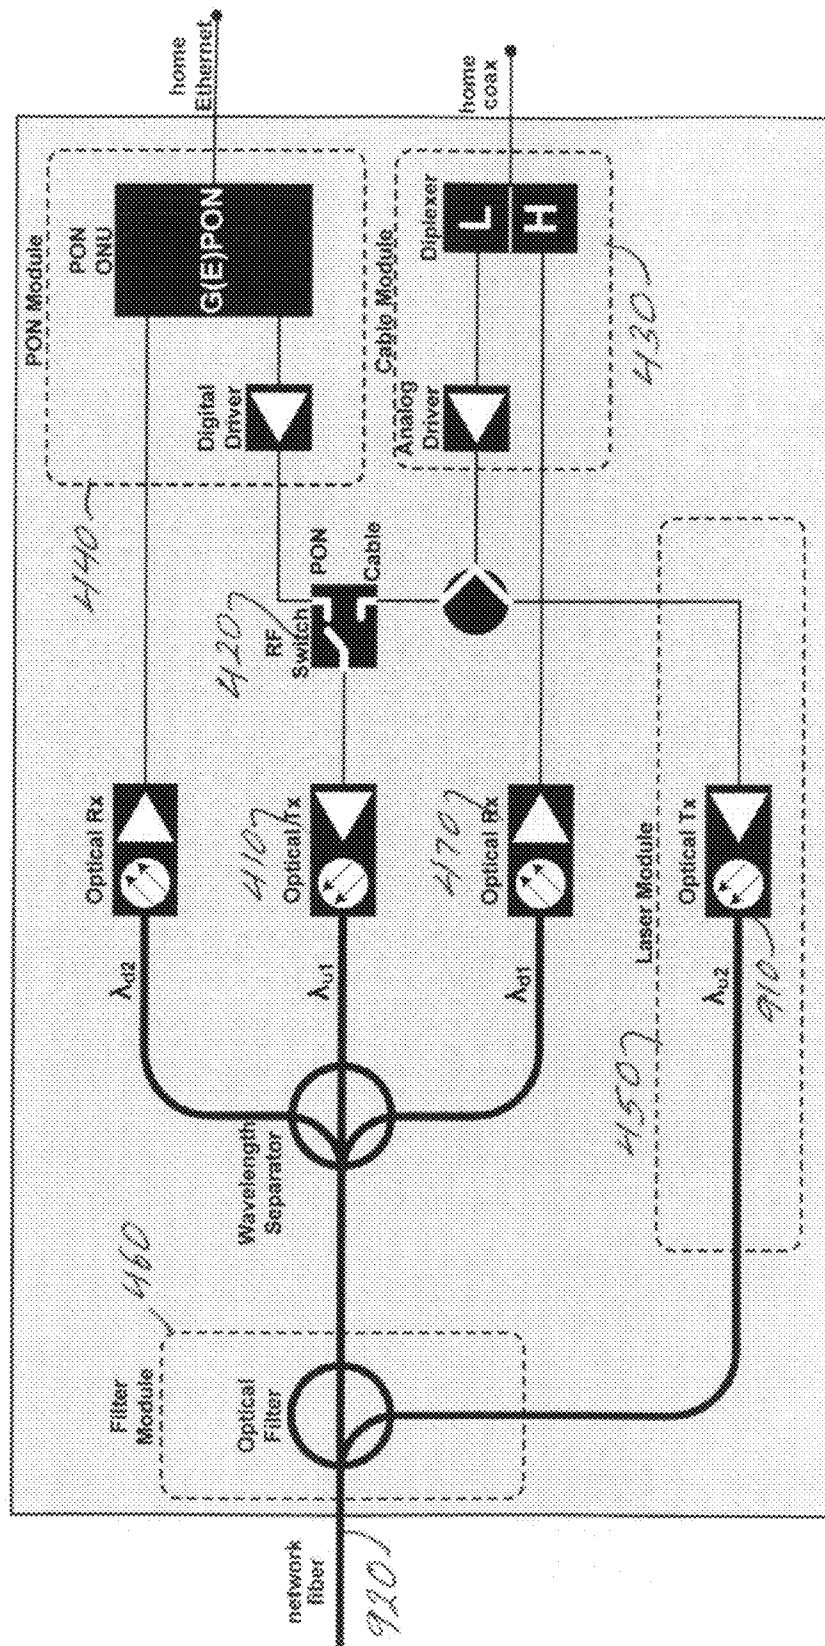 home
Ethernet
home
coax
PON Module
PON
ONU
G(E)PON
Digital
Driver
Cable Module
Diplexer
L
H
Analog
Driver
430
440
420
RF
Switch
PON
Cable
Optical Rx
410
Optical Tx
470
Optical Rx
Laser Module
Optical Tx
910
450
λd2
λu1
λd1
λu2
Wavelength
Separator
460
Filter
Module
Optical
Filter
network
fiber
920